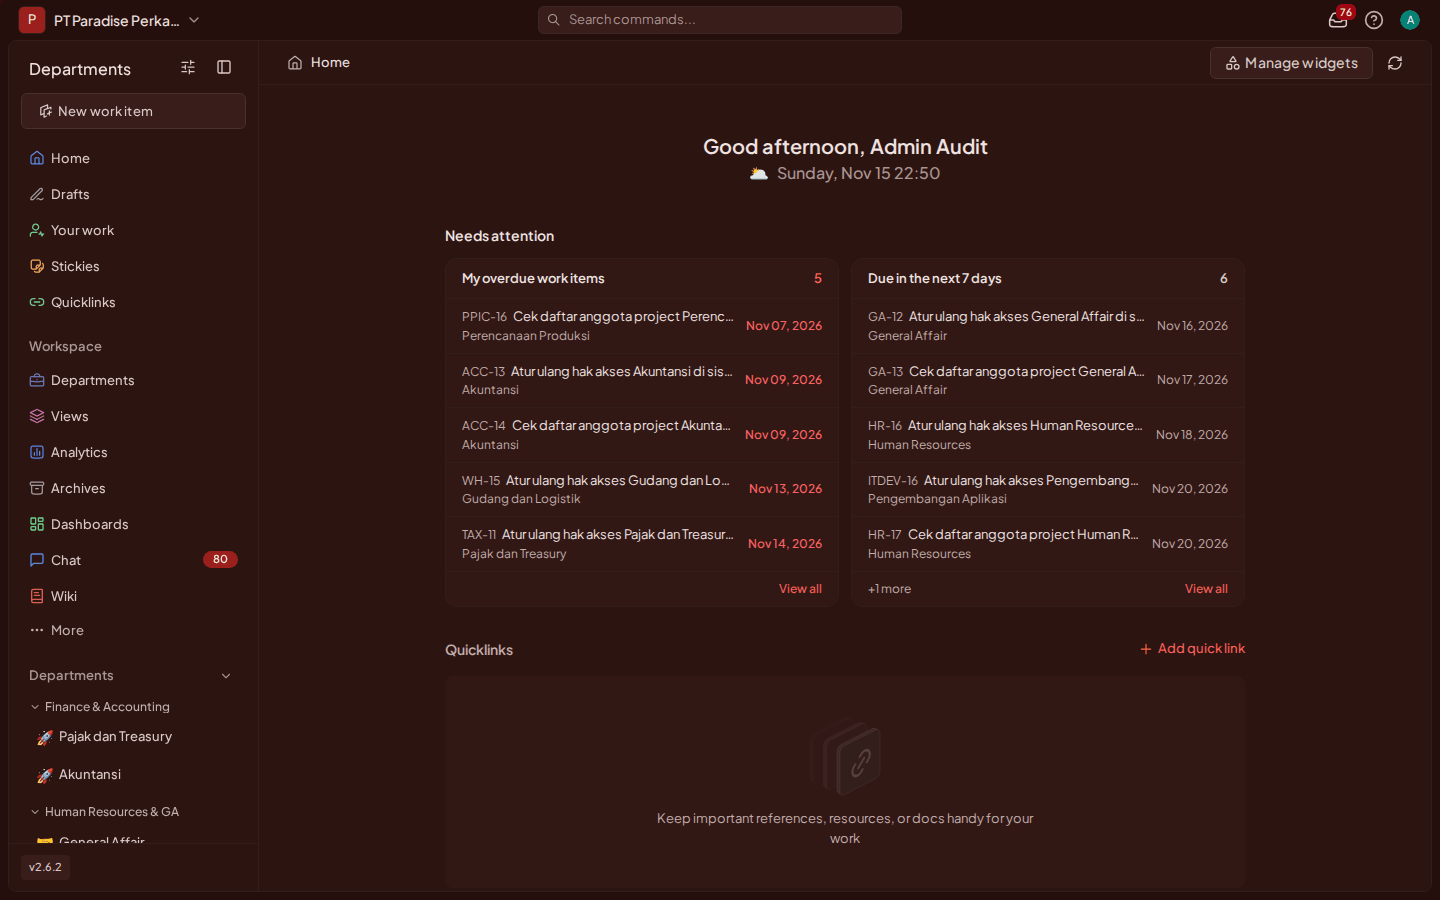 P PT Paradise Perka...
Search commands...
76
A
Departments
New work item
Home
Drafts
Your work
Stickies
Quicklinks
Workspace
Departments
Views
Analytics
Archives
Dashboards
Chat 80
Wiki
More
Departments
Finance & Accounting
Pajak dan Treasury
Akuntansi
Human Resources & GA
General Affair
v2.6.2
Home
Manage widgets
Good afternoon, Admin Audit
Sunday, Nov 15 22:50
Needs attention
My overdue work items 5
PPIC-16 Cek daftar anggota project Perenc... Nov 07, 2026
Perencanaan Produksi
ACC-13 Atur ulang hak akses Akuntansi di sis... Nov 09, 2026
Akuntansi
ACC-14 Cek daftar anggota project Akunta... Nov 09, 2026
Akuntansi
WH-15 Atur ulang hak akses Gudang dan Lo... Nov 13, 2026
Gudang dan Logistik
TAX-11 Atur ulang hak akses Pajak dan Treasur... Nov 14, 2026
Pajak dan Treasury
View all
Due in the next 7 days 6
GA-12 Atur ulang hak akses General Affair di s... Nov 16, 2026
General Affair
GA-13 Cek daftar anggota project General A... Nov 17, 2026
General Affair
HR-16 Atur ulang hak akses Human Resource... Nov 18, 2026
Human Resources
ITDEV-16 Atur ulang hak akses Pengembang... Nov 20, 2026
Pengembangan Aplikasi
HR-17 Cek daftar anggota project Human R... Nov 20, 2026
Human Resources
+1 more View all
Quicklinks
Add quick link
Keep important references, resources, or docs handy for your
work